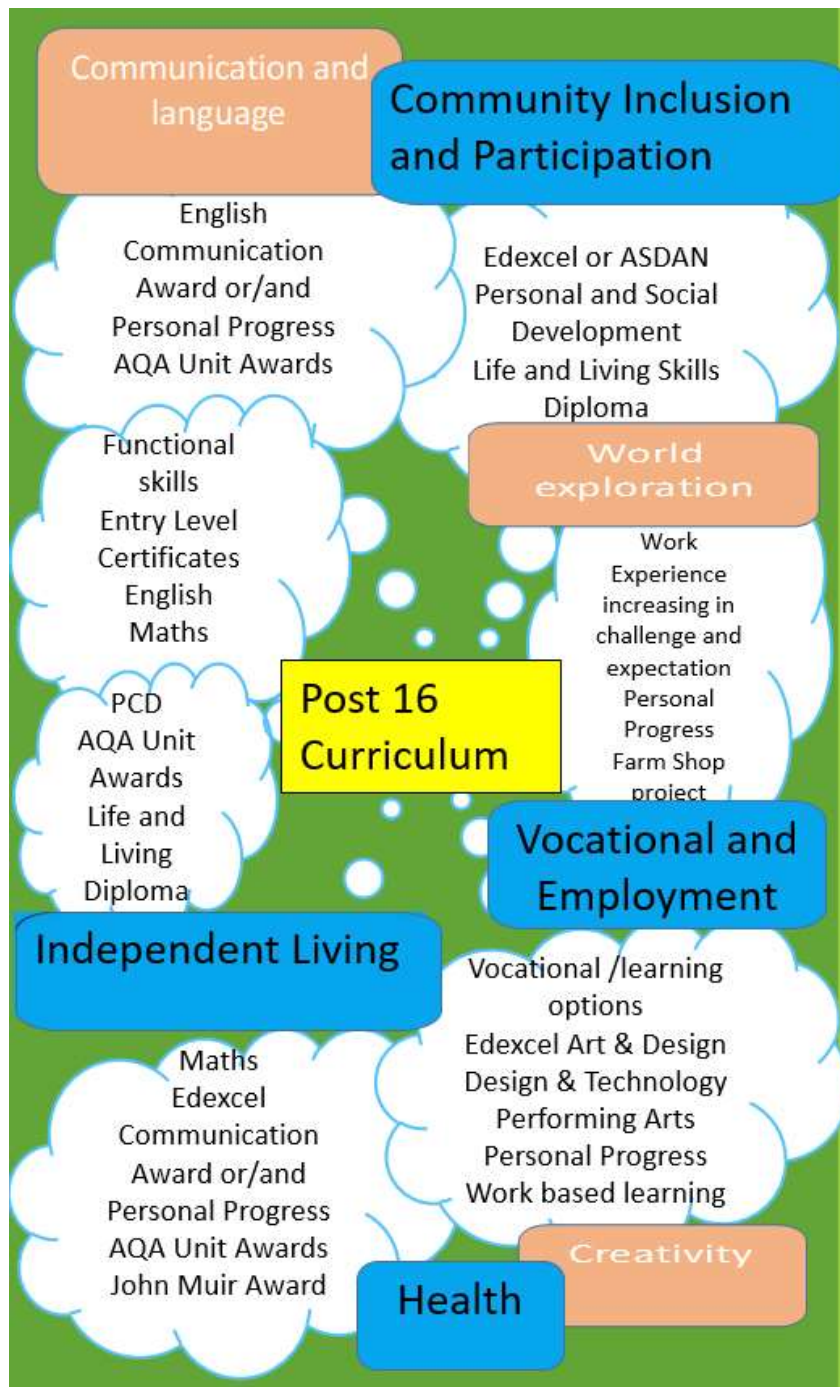 Communication and
language
Community Inclusion
and Participation
English
Communication
Award or/and
Personal Progress
AQA Unit Awards
Edexcel or ASDAN
Personal and Social
Development
Life and Living Skills
Diploma
Functional
skills
Entry Level
Certificates
English
Maths
World
exploration
Work
Experience
increasing in
challenge and
expectation
Personal
Progress
Farm Shop
project
Post 16
Curriculum
PCD
AQA Unit
Awards
Life and
Living
Diploma
Vocational and
Employment
Independent Living
Vocational /learning
options
Edexcel Art & Design
Design & Technology
Performing Arts
Personal Progress
Work based learning
Maths
Edexcel
Communication
Award or/and
Personal Progress
AQA Unit Awards
John Muir Award
Creativity
Health